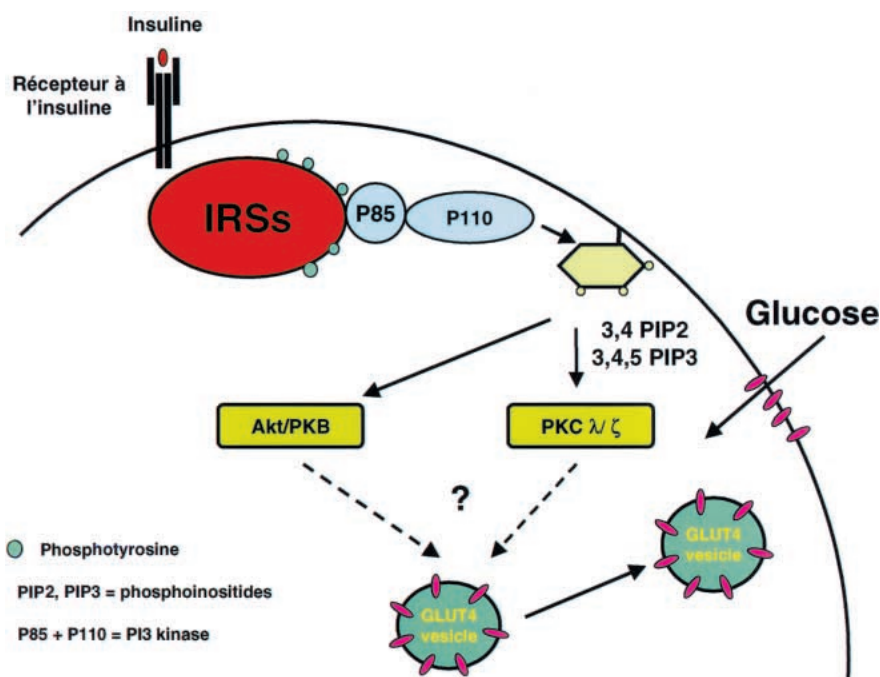 Insuline
Récepteur à
l'insuline
IRSs
P85
P110
Glucose
3,4 PIP2
3,4,5 PIP3
Akt/PKB
PKC λ/ ζ
?
GLUT4
vesicle
Phosphotyrosine
PIP2, PIP3 = phosphoinositides
GLUT4
vesicle
P85 + P110 = PI3 kinase